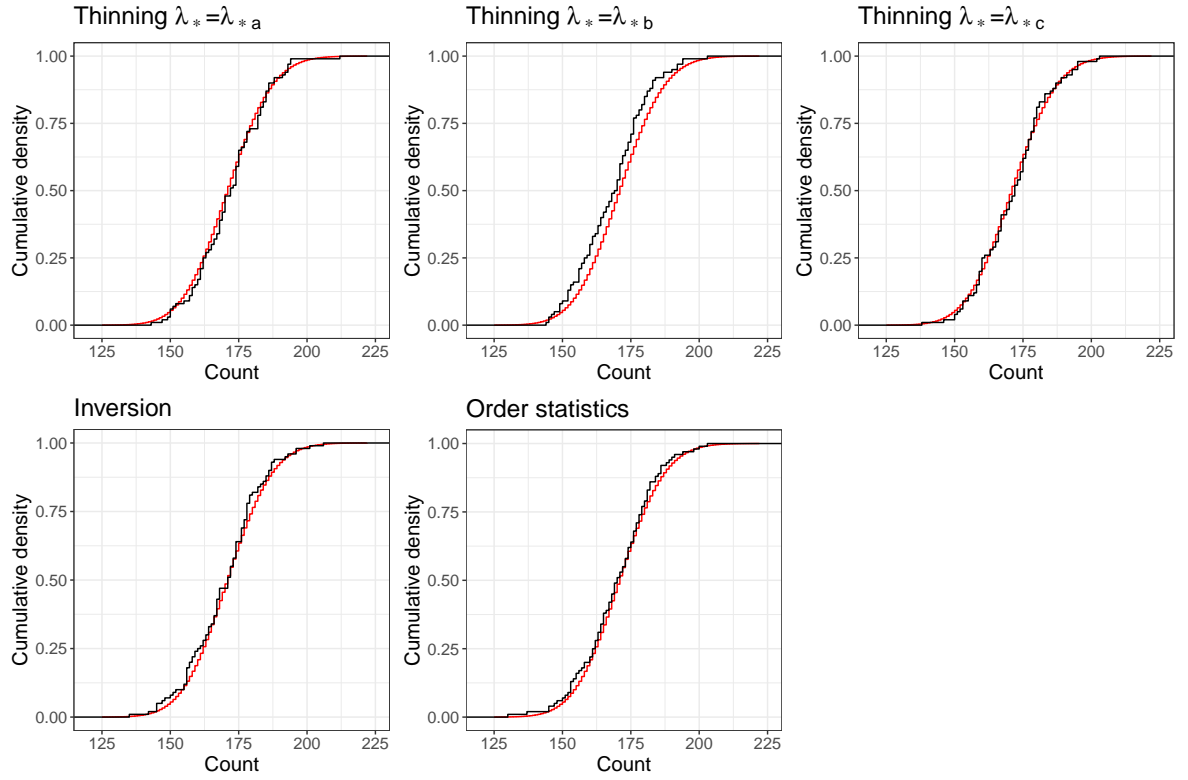 Thinning λ*=λ*a
Thinning λ*=λ*b
Thinning λ*=λ*c
1.00
0.75
0.50
0.25
0.00
Cumulative density
125 150 175 200 225
Count
1.00
0.75
0.50
0.25
0.00
Cumulative density
125 150 175 200 225
Count
1.00
0.75
0.50
0.25
0.00
Cumulative density
125 150 175 200 225
Count
Inversion
Order statistics
1.00
0.75
0.50
0.25
0.00
Cumulative density
125 150 175 200 225
Count
1.00
0.75
0.50
0.25
0.00
Cumulative density
125 150 175 200 225
Count